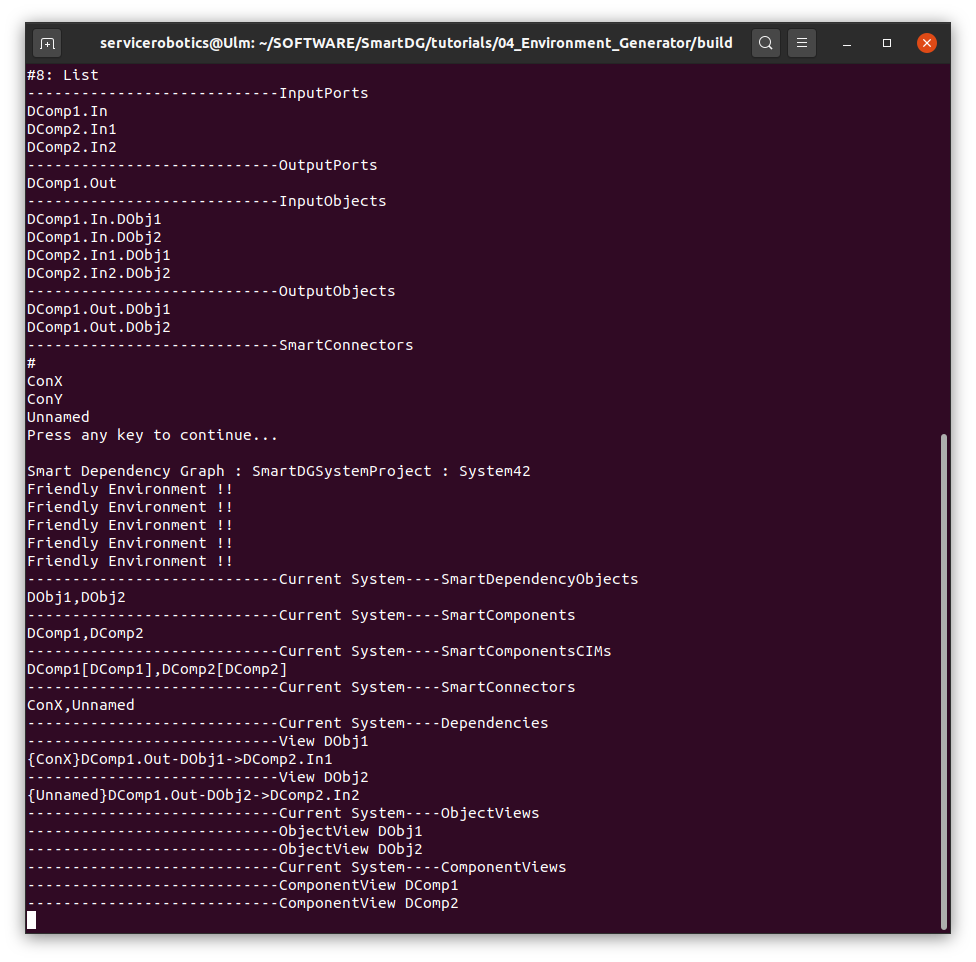 servicerobotics@Ulm: ~/SOFTWARE/SmartDG/tutorials/04_Environment_Generator/build
#8: List
----------------------------InputPorts
DComp1.In
DComp2.In1
DComp2.In2
----------------------------OutputPorts
DComp1.Out
----------------------------InputObjects
DComp1.In.DObj1
DComp1.In.DObj2
DComp2.In1.DObj1
DComp2.In2.DObj2
----------------------------OutputObjects
DComp1.Out.DObj1
DComp1.Out.DObj2
----------------------------SmartConnectors
#
ConX
ConY
Unnamed
Press any key to continue...
Smart Dependency Graph : SmartDGSystemProject : System42
Friendly Environment !!
Friendly Environment !!
Friendly Environment !!
Friendly Environment !!
Friendly Environment !!
----------------------------Current System----SmartDependencyObjects
DObj1,DObj2
----------------------------Current System----SmartComponents
DComp1,DComp2
----------------------------Current System----SmartComponentsCIMs
DComp1[DComp1],DComp2[DComp2]
----------------------------Current System----SmartConnectors
ConX,Unnamed
----------------------------Current System----Dependencies
----------------------------View DObj1
{ConX}DComp1.Out-DObj1->DComp2.In1
----------------------------View DObj2
{Unnamed}DComp1.Out-DObj2->DComp2.In2
----------------------------Current System----ObjectViews
----------------------------ObjectView DObj1
----------------------------ObjectView DObj2
----------------------------Current System----ComponentViews
----------------------------ComponentView DComp1
----------------------------ComponentView DComp2